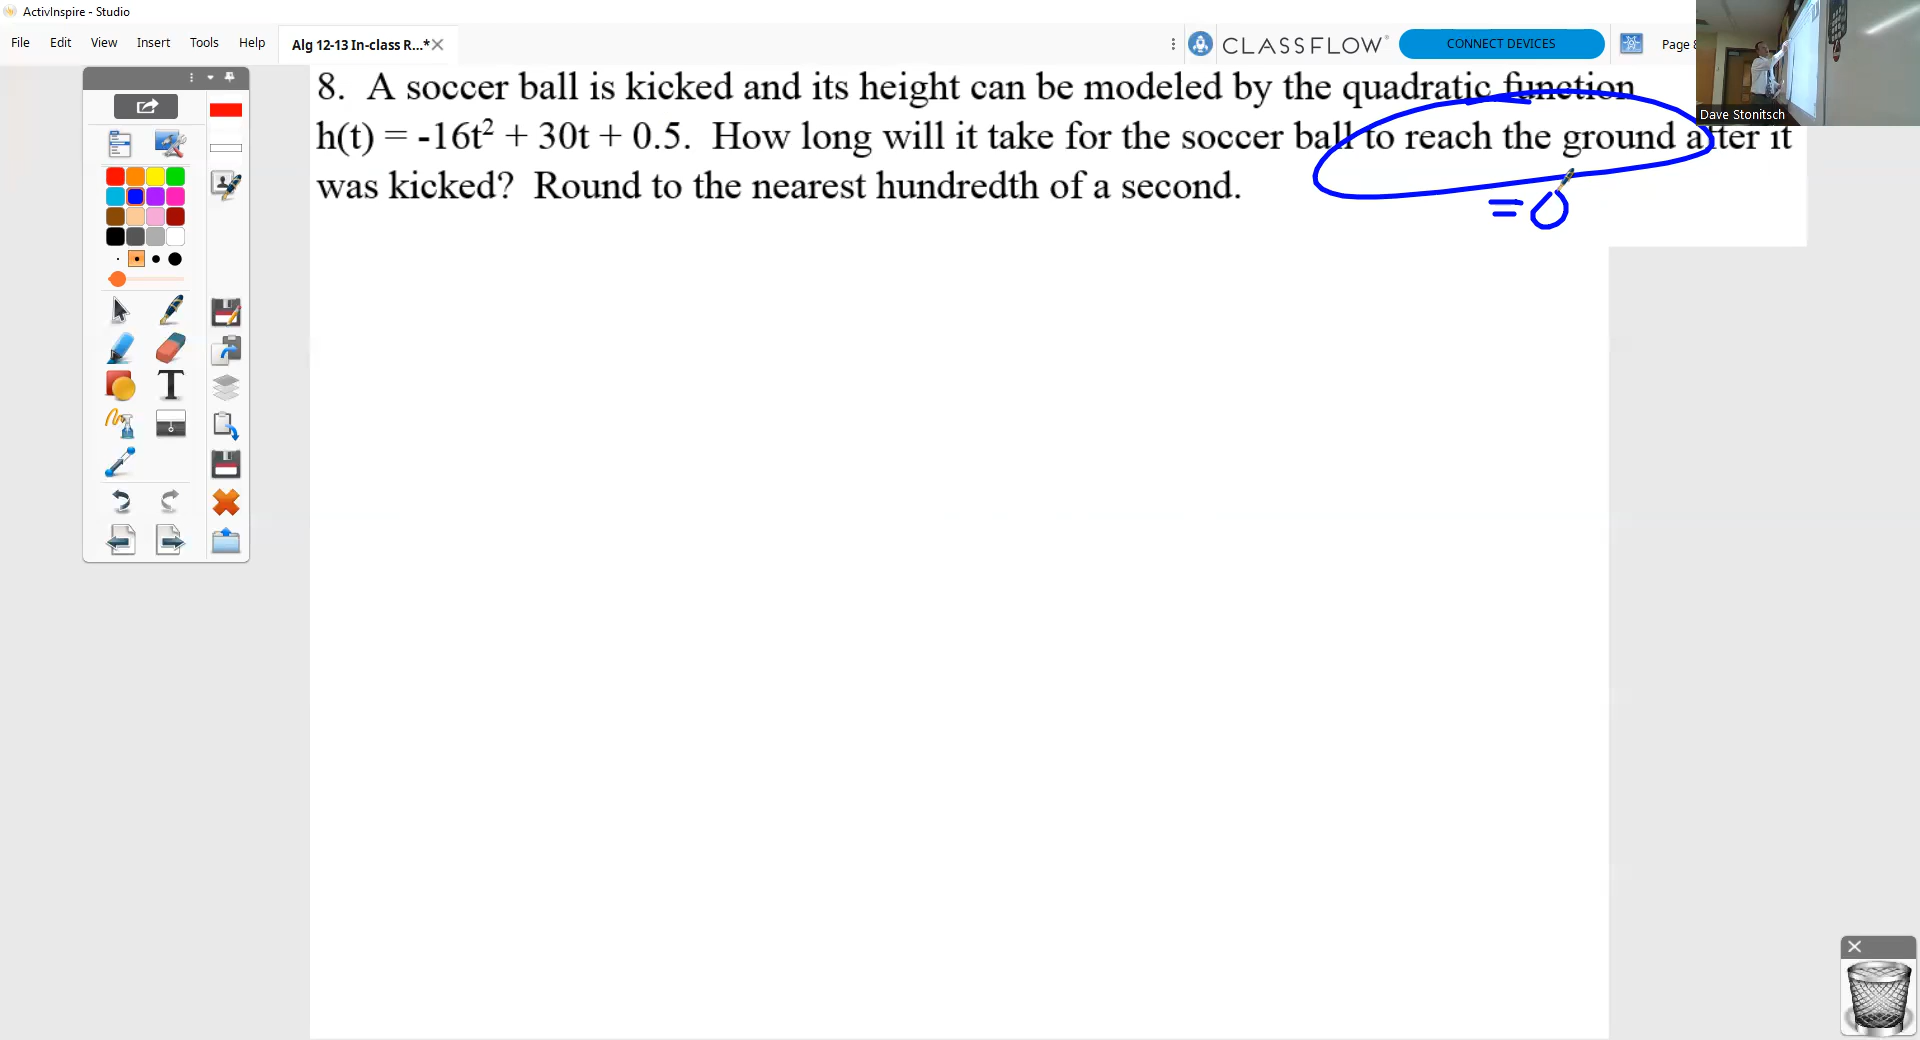 ActivInspire - Studio
File Edit View Insert Tools Help Alg 12-13 In-class R...* CLASSFLOW CONNECT DEVICES Page
Dave Stonitsch
8. A soccer ball is kicked and its height can be modeled by the quadratic function
h(t) = -16t² + 30t + 0.5. How long will it take for the soccer ball to reach the ground after it
was kicked? Round to the nearest hundredth of a second.
=0
T